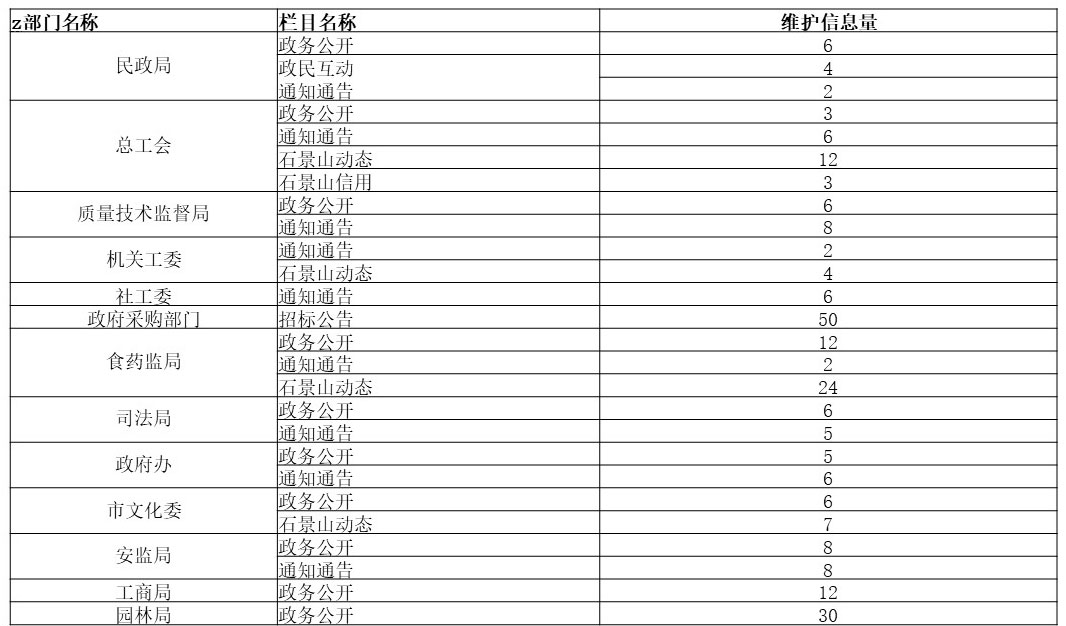 z部门名称 栏目名称 维护信息量
民政局 政务公开 6
政民互动 4
通知通告 2
总工会 政务公开 3
通知通告 6
石景山动态 12
石景山信用 3
质量技术监督局 政务公开 6
通知通告 8
机关工委 通知通告 2
石景山动态 4
社工委 通知通告 6
政府采购部门 招标公告 50
食药监局 政务公开 12
通知通告 2
石景山动态 24
司法局 政务公开 6
通知通告 5
政府办 政务公开 5
通知通告 6
市文化委 政务公开 6
石景山动态 7
安监局 政务公开 8
通知通告 8
工商局 政务公开 12
园林局 政务公开 30